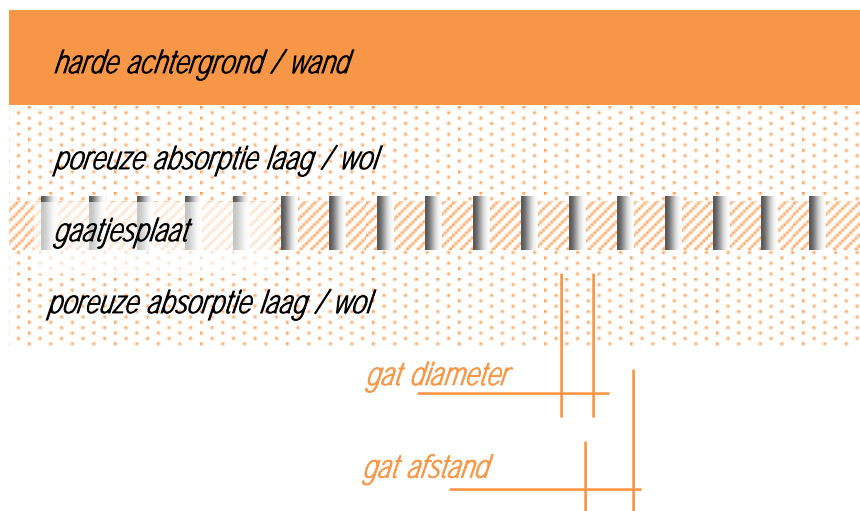 harde achtergrond / wand
poreuze absorptie laag / wol
gaatjesplaat
poreuze absorptie laag / wol
gat diameter
gat afstand